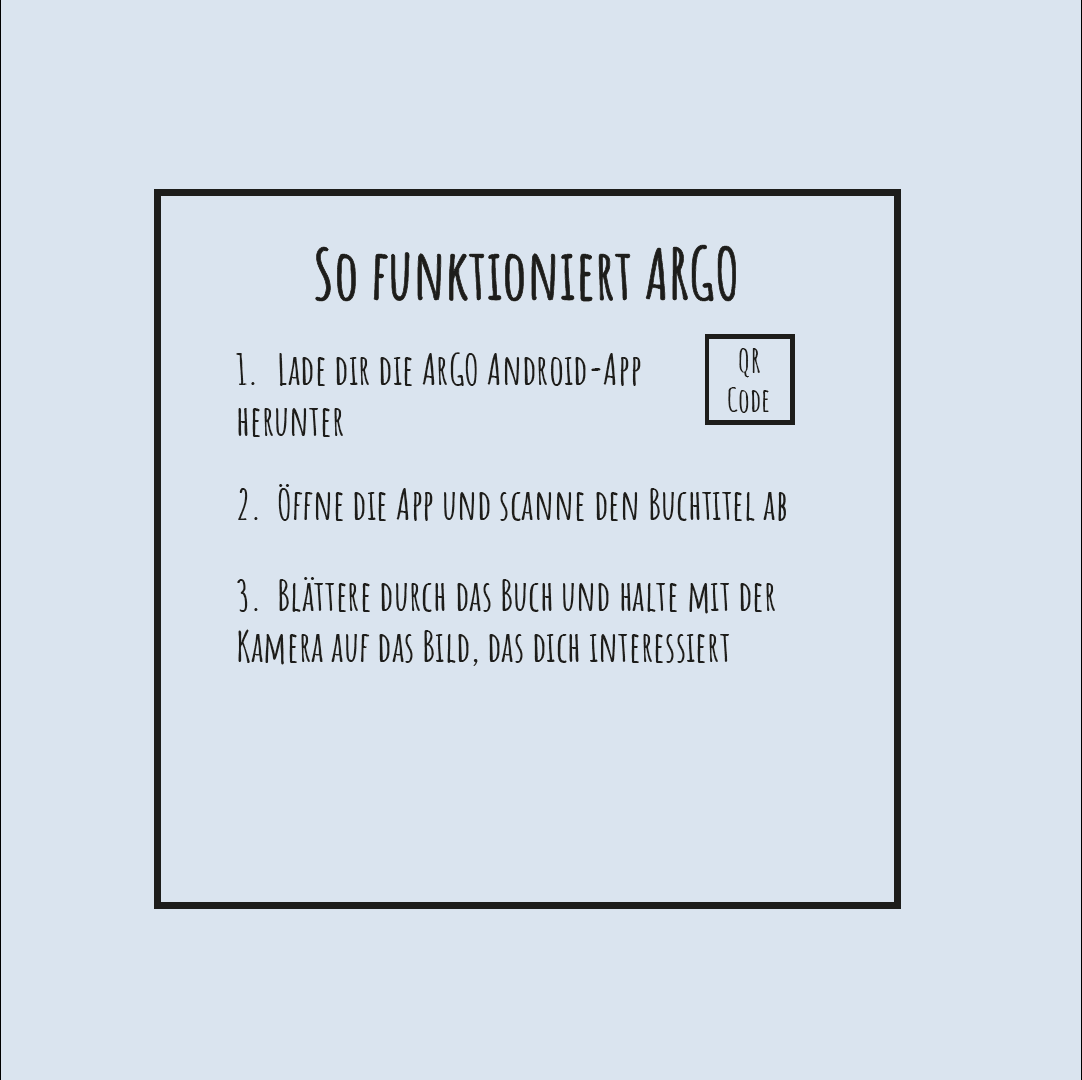 So funktioniert ARGO
1. Lade dir die ArGO Android-App
herunter
QR
Code
2. Öffne die App und scanne den Buchtitel ab
3. Blättere durch das Buch und halte mit der
Kamera auf das Bild, das dich interessiert